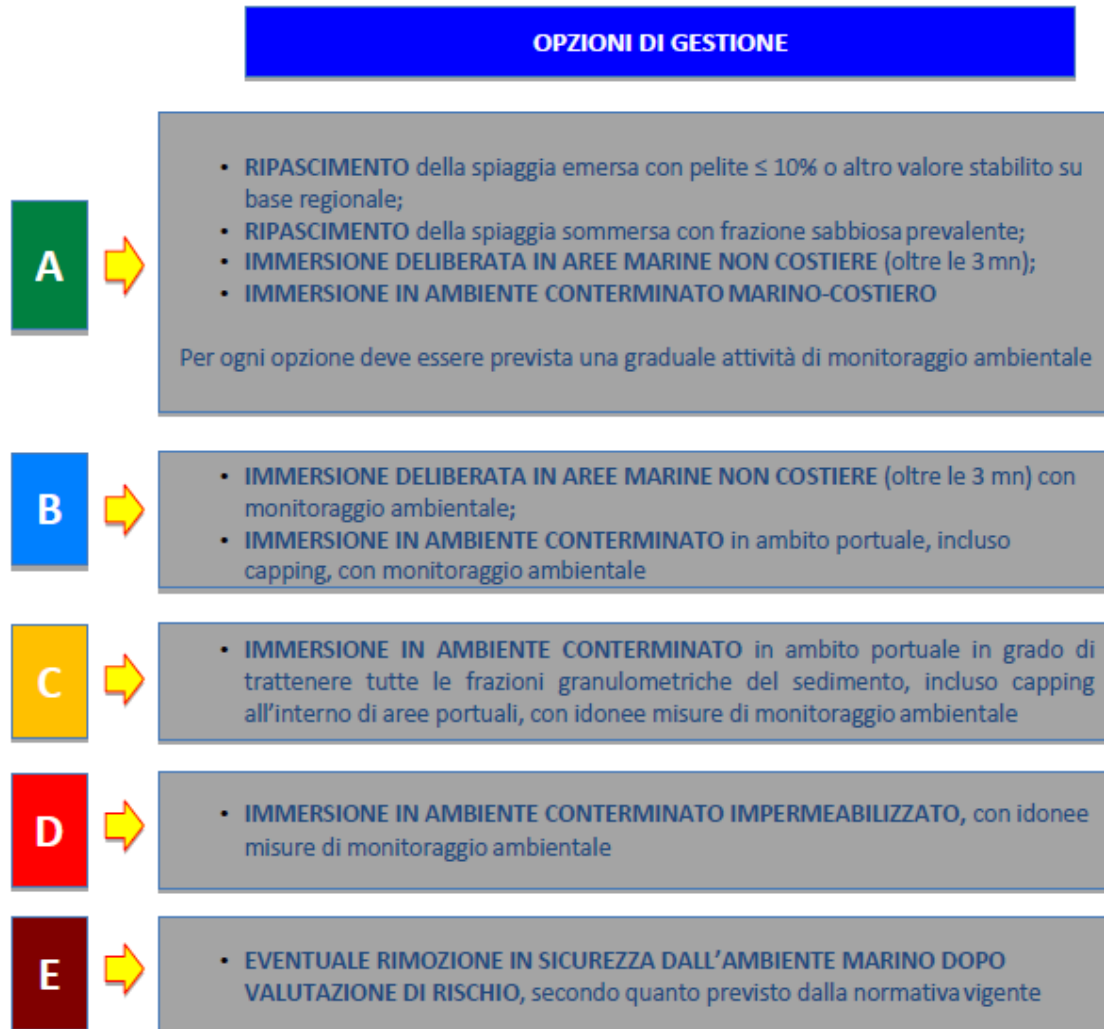 OPZIONI DI GESTIONE
A
• RIPASCIMENTO della spiaggia emersa con pelite ≤ 10% o altro valore stabilito su
base regionale;
• RIPASCIMENTO della spiaggia sommersa con frazione sabbiosa prevalente;
• IMMERSIONE DELIBERATA IN AREE MARINE NON COSTIERE (oltre le 3 mn);
• IMMERSIONE IN AMBIENTE CONTERMINATO MARINO-COSTIERO
Per ogni opzione deve essere prevista una graduale attività di monitoraggio ambientale
B
• IMMERSIONE DELIBERATA IN AREE MARINE NON COSTIERE (oltre le 3 mn) con
monitoraggio ambientale;
• IMMERSIONE IN AMBIENTE CONTERMINATO in ambito portuale, incluso
capping, con monitoraggio ambientale
C
• IMMERSIONE IN AMBIENTE CONTERMINATO in ambito portuale in grado di
trattenere tutte le frazioni granulometriche del sedimento, incluso capping
all'interno di aree portuali, con idonee misure di monitoraggio ambientale
D
• IMMERSIONE IN AMBIENTE CONTERMINATO IMPERMEABILIZZATO, con idonee
misure di monitoraggio ambientale
E
• EVENTUALE RIMOZIONE IN SICUREZZA DALL'AMBIENTE MARINO DOPO
VALUTAZIONE DI RISCHIO, secondo quanto previsto dalla normativa vigente